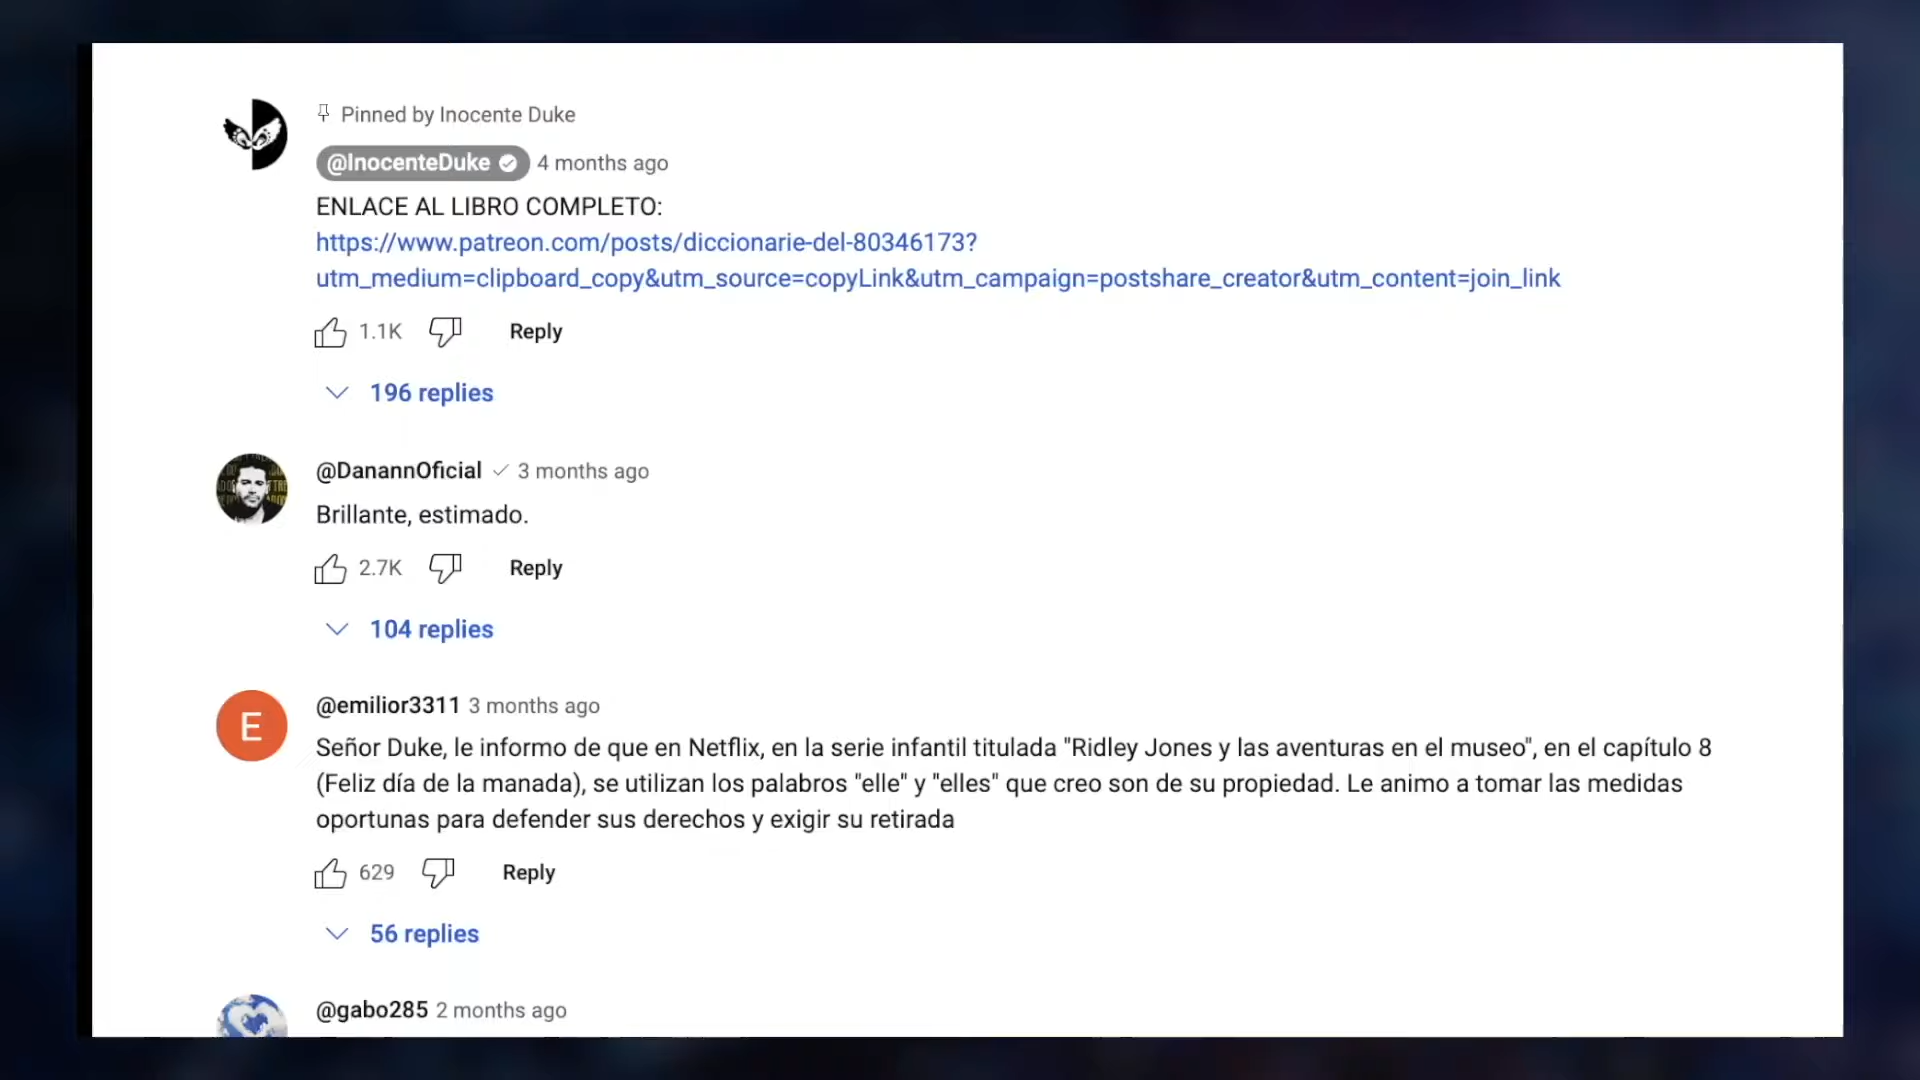 Pinned by Inocente Duke
@InocenteDuke 4 months ago
ENLACE AL LIBRO COMPLETO:
https://www.patreon.com/posts/diccionarie-del-80346173?
utm_medium=clipboard_copy&utm_source=copyLink&utm_campaign=postshare_creator&utm_content=join_link
1.1K Reply
196 replies
@DanannOficial 3 months ago
Brillante, estimado.
2.7K Reply
104 replies
E
@emilior3311 3 months ago
Señor Duke, le informo de que en Netflix, en la serie infantil titulada "Ridley Jones y las aventuras en el museo", en el capítulo 8
(Feliz día de la manada), se utilizan los palabros "elle" y "elles" que creo son de su propiedad. Le animo a tomar las medidas
oportunas para defender sus derechos y exigir su retirada
629 Reply
56 replies
@gabo285 2 months ago